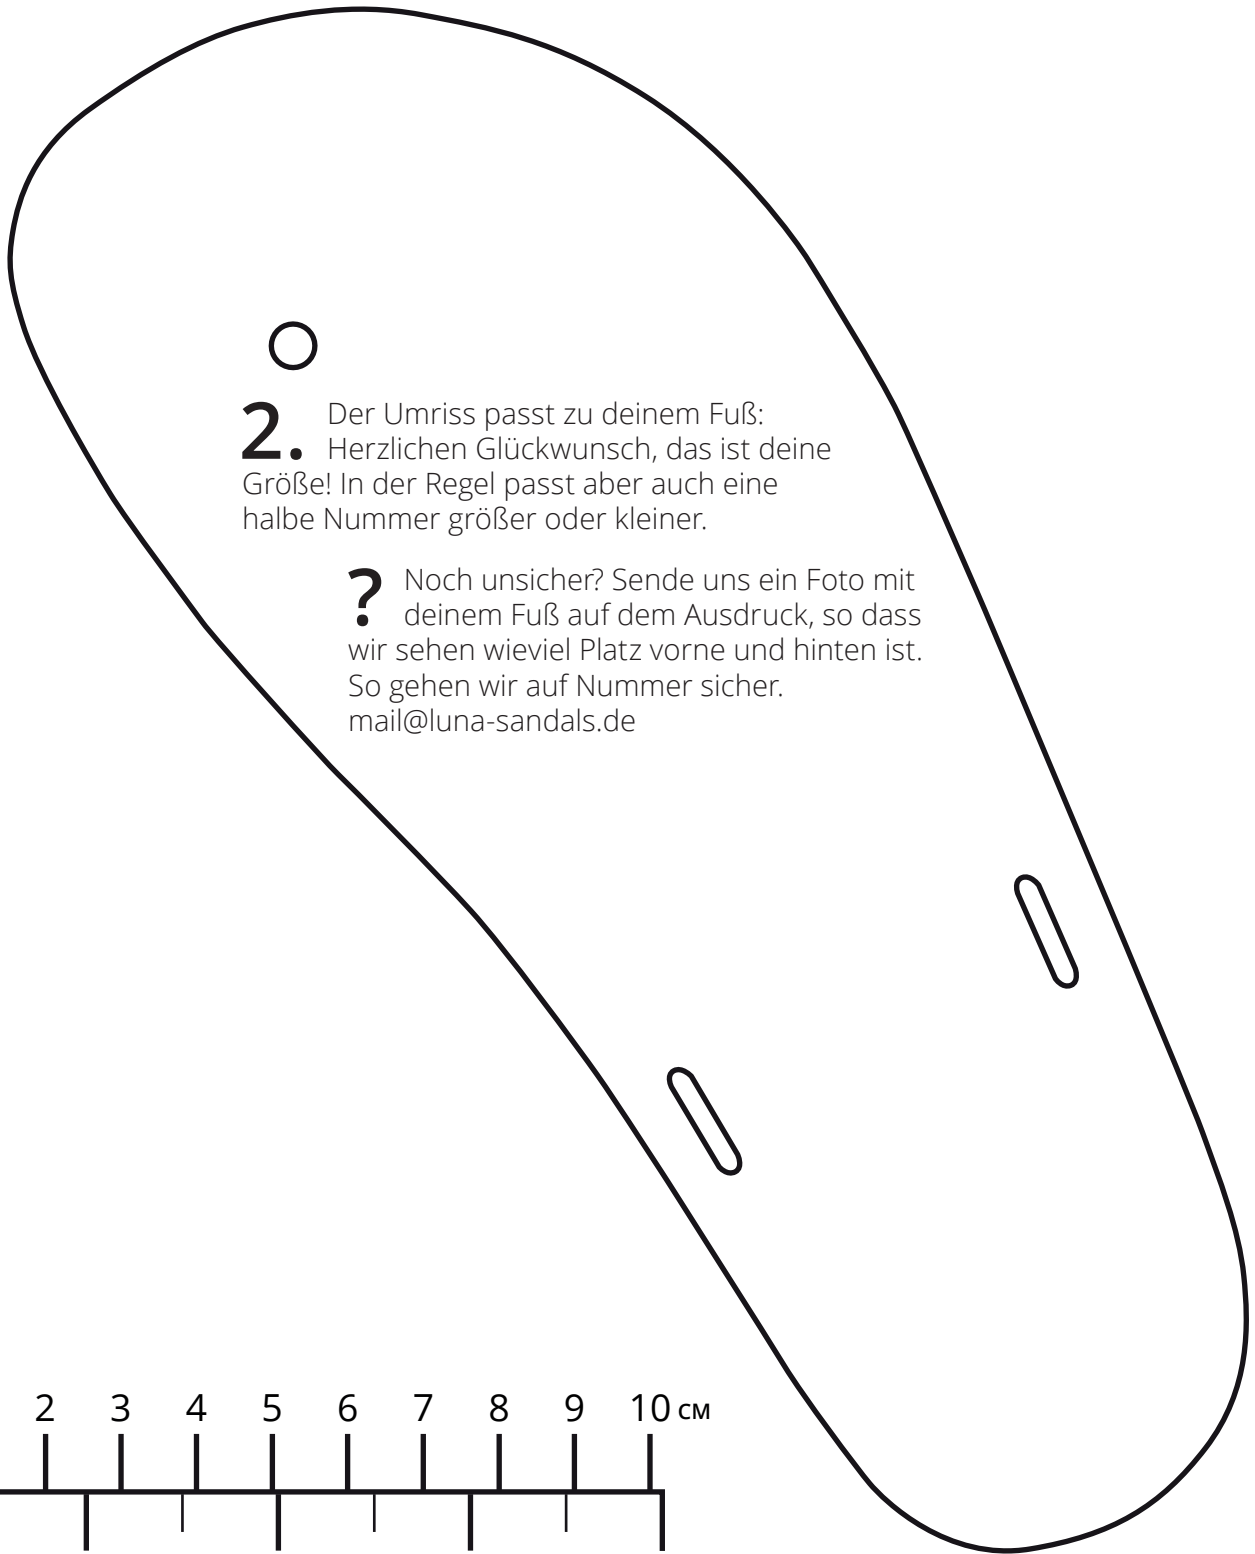 2. Der Umriss passt zu deinem Fuß:
Herzlichen Glückwunsch, das ist deine
Größe! In der Regel passt aber auch eine
halbe Nummer größer oder kleiner.
? Noch unsicher? Sende uns ein Foto mit
deinem Fuß auf dem Ausdruck, so dass
wir sehen wieviel Platz vorne und hinten ist.
So gehen wir auf Nummer sicher.
mail@luna-sandals.de
2 3 4 5 6 7 8 9 10 CM